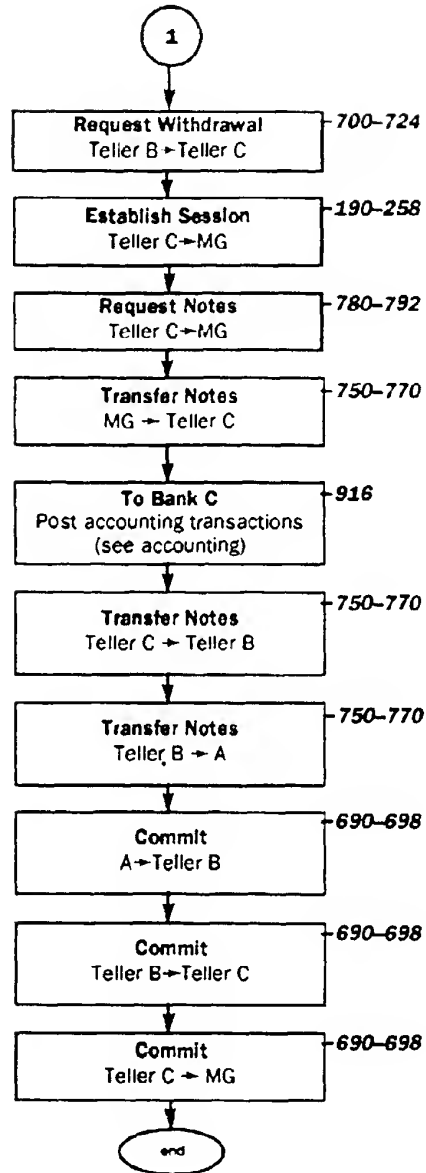 1
Request Withdrawal
Teller B → Teller C
700–724
Establish Session
Teller C → MG
190–258
Request Notes
Teller C → MG
780–792
Transfer Notes
MG → Teller C
750–770
To Bank C
Post accounting transactions
(see accounting)
916
Transfer Notes
Teller C → Teller B
750–770
Transfer Notes
Teller B → A
750–770
Commit
A → Teller B
690–698
Commit
Teller B → Teller C
690–698
Commit
Teller C → MG
690–698
end